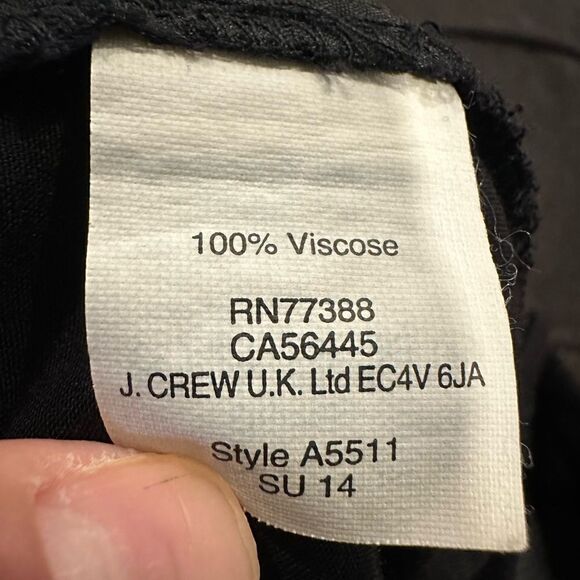 100% Viscose
RN77388
CA56445
J. CREW U.K. Ltd EC4V 6JA
Style A5511
SU 14